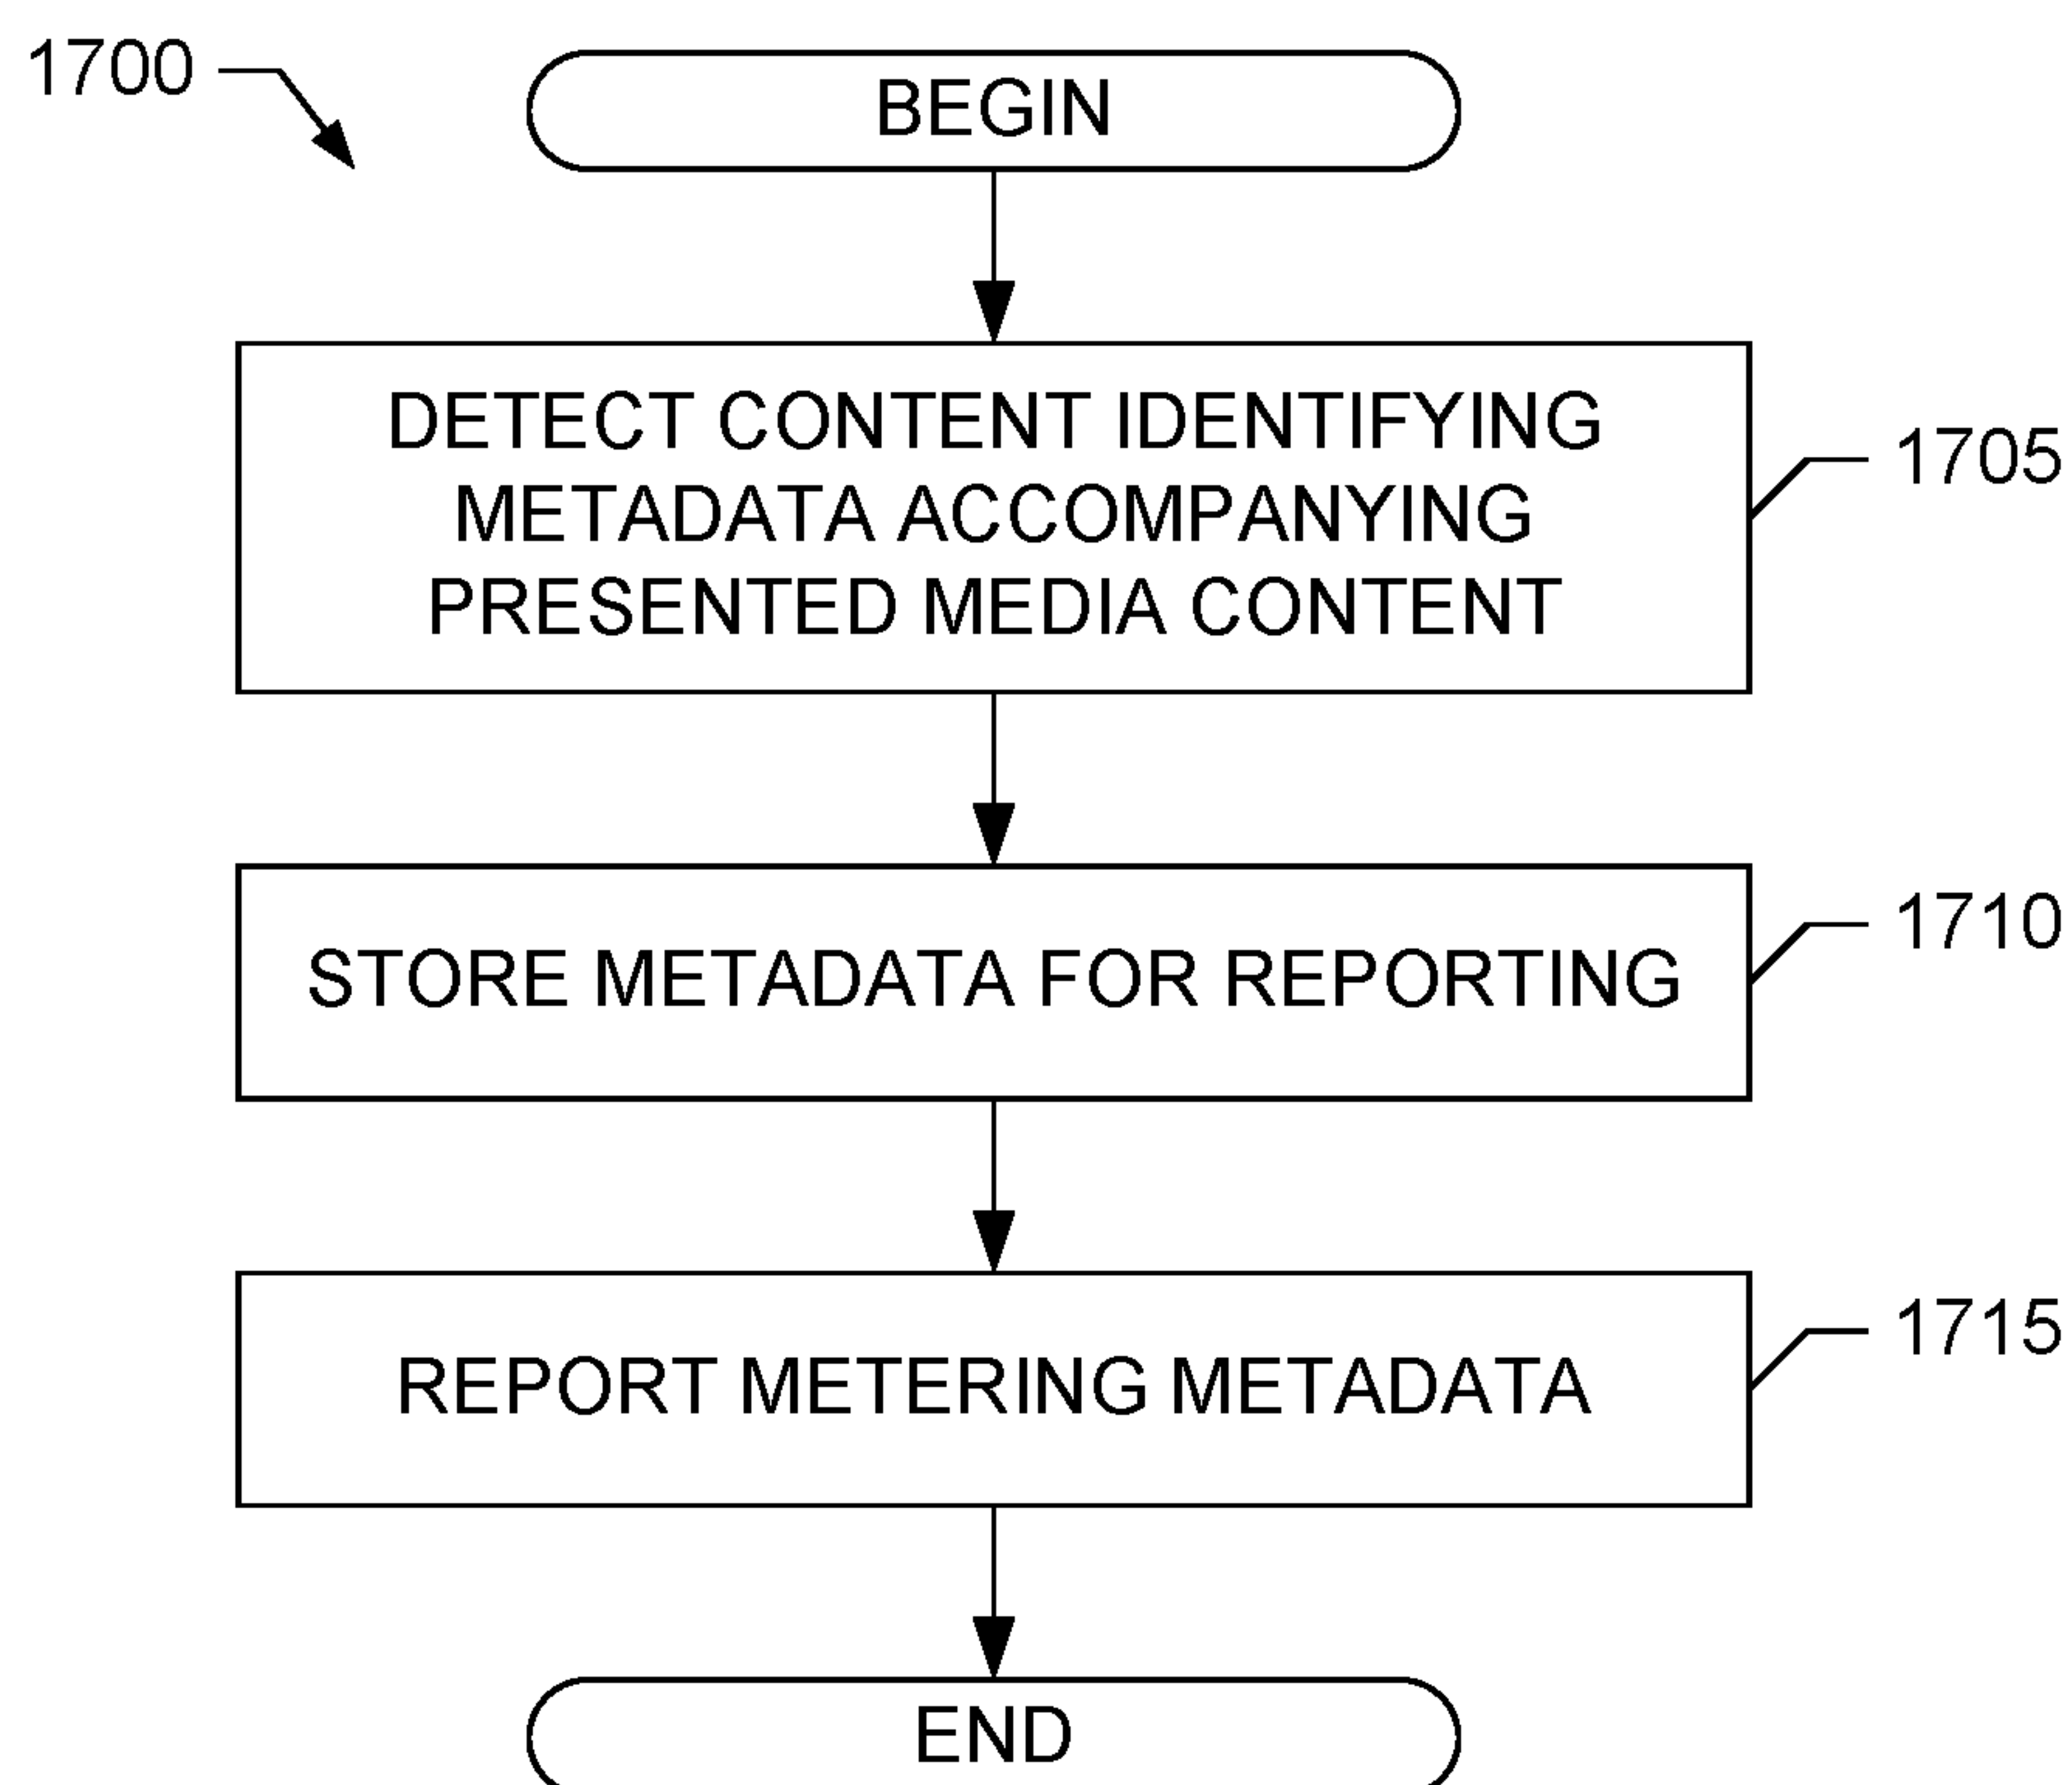 1700
BEGIN
DETECT CONTENT IDENTIFYING
METADATA ACCOMPANYING
PRESENTED MEDIA CONTENT
1705
STORE METADATA FOR REPORTING
1710
REPORT METERING METADATA
1715
END